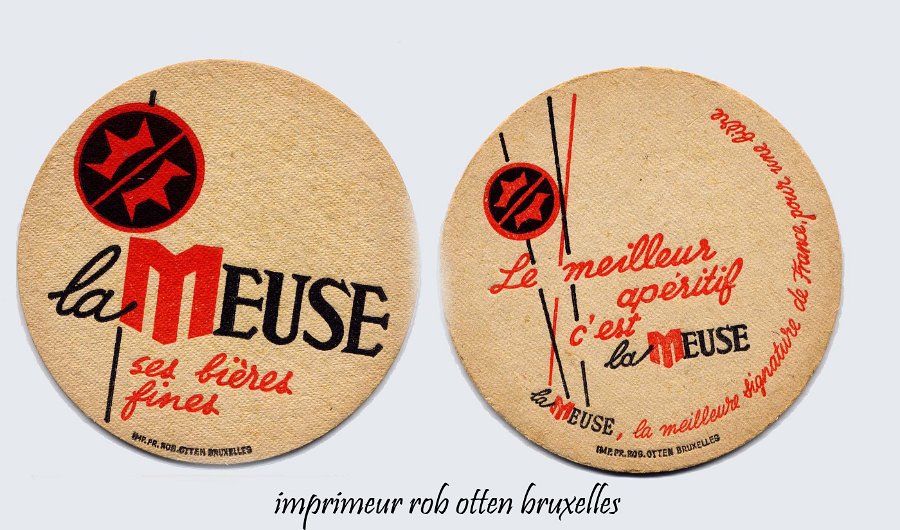 la MEUSE
ses bières
fines
IMP. PR. ROB. OTTEN BRUXELLES
Le meilleur
apéritif
c'est
la MEUSE
la MEUSE, la meilleure signature de France, pour une bière
IMP. PR. ROB. OTTEN BRUXELLES
imprimeur rob otten bruxelles